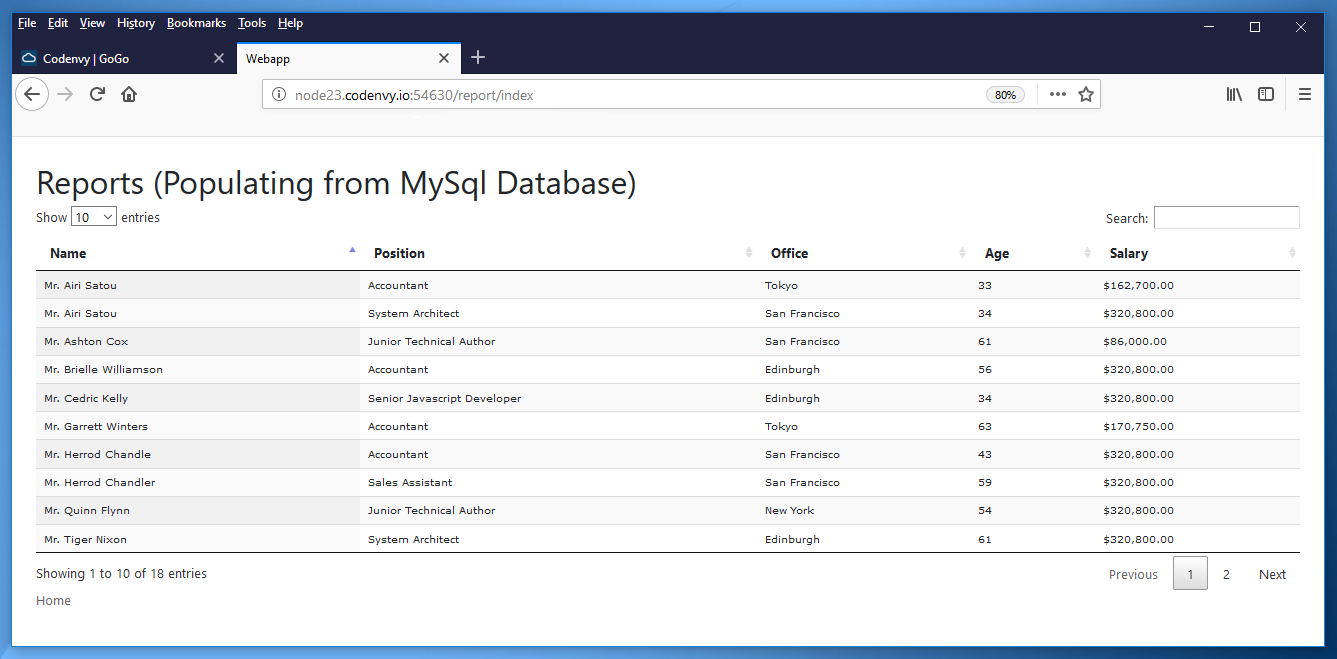 File Edit View History Bookmarks Tools Help
Codenvy | GoGo Webapp
node23.codenvy.io:54630/report/index 80%
Reports (Populating from MySql Database)
Show 10 entries Search:
Name Position Office Age Salary
Mr. Airi Satou Accountant Tokyo 33 $162,700.00
Mr. Airi Satou System Architect San Francisco 34 $320,800.00
Mr. Ashton Cox Junior Technical Author San Francisco 61 $86,000.00
Mr. Brielle Williamson Accountant Edinburgh 56 $320,800.00
Mr. Cedric Kelly Senior Javascript Developer Edinburgh 34 $320,800.00
Mr. Garrett Winters Accountant Tokyo 63 $170,750.00
Mr. Herrod Chandle Accountant San Francisco 43 $320,800.00
Mr. Herrod Chandler Sales Assistant San Francisco 59 $320,800.00
Mr. Quinn Flynn Junior Technical Author New York 54 $320,800.00
Mr. Tiger Nixon System Architect Edinburgh 61 $320,800.00
Showing 1 to 10 of 18 entries Previous 1 2 Next
Home